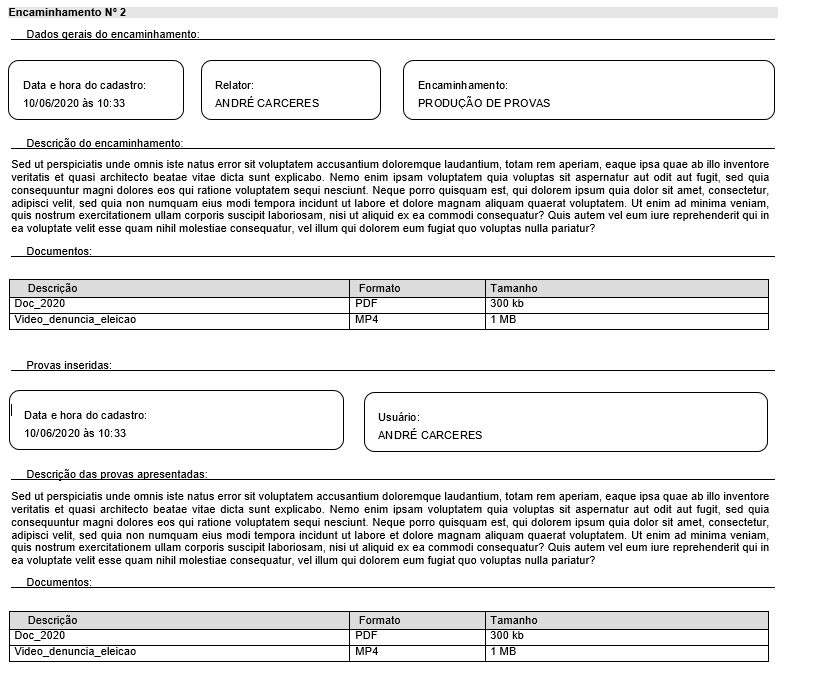 Encaminhamento Nº 2
Dados gerais do encaminhamento:
Data e hora do cadastro:
10/06/2020 às 10:33
Relator:
ANDRÉ CARCERES
Encaminhamento:
PRODUÇÃO DE PROVAS
Descrição do encaminhamento:
Sed ut perspiciatis unde omnis iste natus error sit voluptatem accusantium doloremque laudantium, totam rem aperiam, eaque ipsa quae ab illo inventore
veritatis et quasi architecto beatae vitae dicta sunt explicabo. Nemo enim ipsam voluptatem quia voluptas sit aspernatur aut odit aut fugit, sed quia
consequuntur magni dolores eos qui ratione voluptatem sequi nesciunt. Neque porro quisquam est, qui dolorem ipsum quia dolor sit amet, consectetur,
adipisci velit, sed quia non numquam eius modi tempora incidunt ut labore et dolore magnam aliquam quaerat voluptatem. Ut enim ad minima veniam,
quis nostrum exercitationem ullam corporis suscipit laboriosam, nisi ut aliquid ex ea commodi consequatur? Quis autem vel eum iure reprehenderit qui in
ea voluptate velit esse quam nihil molestiae consequatur, vel illum qui dolorem eum fugiat quo voluptas nulla pariatur?
Documentos:
Descrição Formato Tamanho
Doc_2020 PDF 300 kb
Video_denuncia_eleicao MP4 1 MB
Provas inseridas:
Data e hora do cadastro:
10/06/2020 às 10:33
Usuário:
ANDRÉ CARCERES
Descrição das provas apresentadas:
Sed ut perspiciatis unde omnis iste natus error sit voluptatem accusantium doloremque laudantium, totam rem aperiam, eaque ipsa quae ab illo inventore
veritatis et quasi architecto beatae vitae dicta sunt explicabo. Nemo enim ipsam voluptatem quia voluptas sit aspernatur aut odit aut fugit, sed quia
consequuntur magni dolores eos qui ratione voluptatem sequi nesciunt. Neque porro quisquam est, qui dolorem ipsum quia dolor sit amet, consectetur,
adipisci velit, sed quia non numquam eius modi tempora incidunt ut labore et dolore magnam aliquam quaerat voluptatem. Ut enim ad minima veniam,
quis nostrum exercitationem ullam corporis suscipit laboriosam, nisi ut aliquid ex ea commodi consequatur? Quis autem vel eum iure reprehenderit qui in
ea voluptate velit esse quam nihil molestiae consequatur, vel illum qui dolorem eum fugiat quo voluptas nulla pariatur?
Documentos:
Descrição Formato Tamanho
Doc_2020 PDF 300 kb
Video_denuncia_eleicao MP4 1 MB